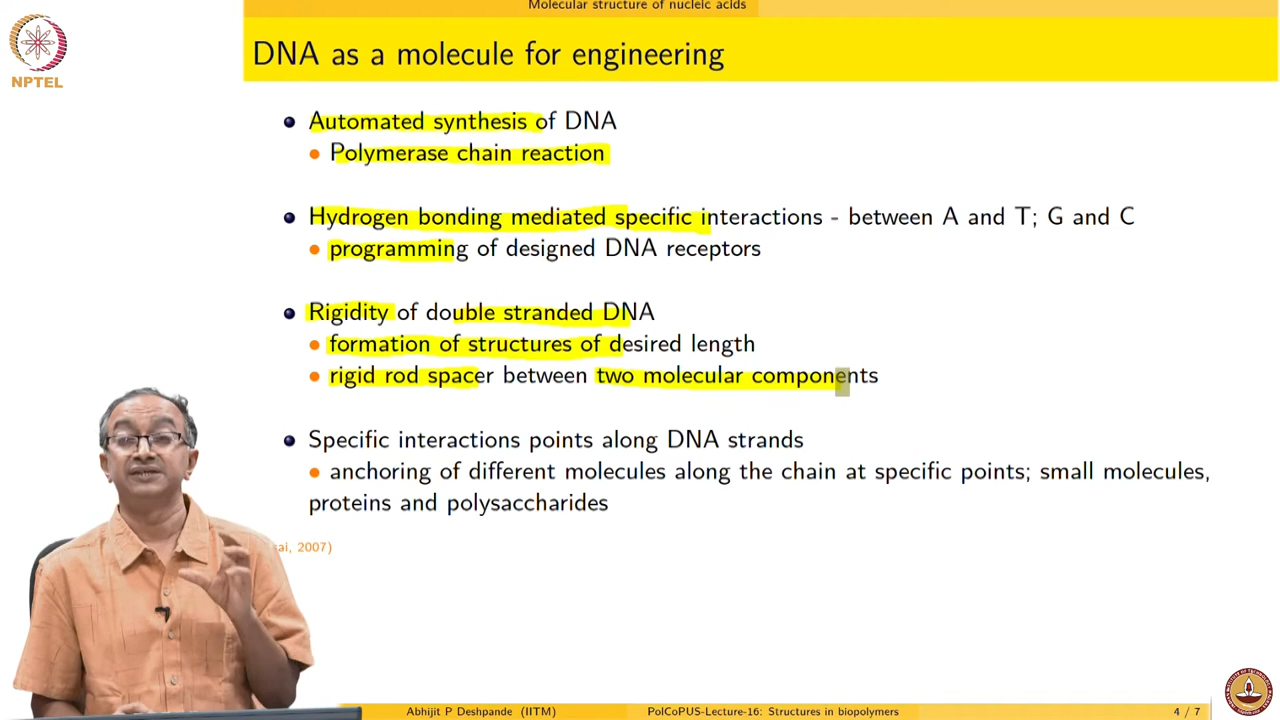 Molecular structure of nucleic acids
NPTEL
DNA as a molecule for engineering
Automated synthesis of DNA
Polymerase chain reaction
Hydrogen bonding mediated specific interactions - between A and T; G and C
programming of designed DNA receptors
Rigidity of double stranded DNA
formation of structures of desired length
rigid rod spacer between two molecular components
Specific interactions points along DNA strands
anchoring of different molecules along the chain at specific points; small molecules,
proteins and polysaccharides
2007)
Abhijit P Deshpande (IITM) PolCoPUS-Lecture-16: Structures in biopolymers 4 / 7